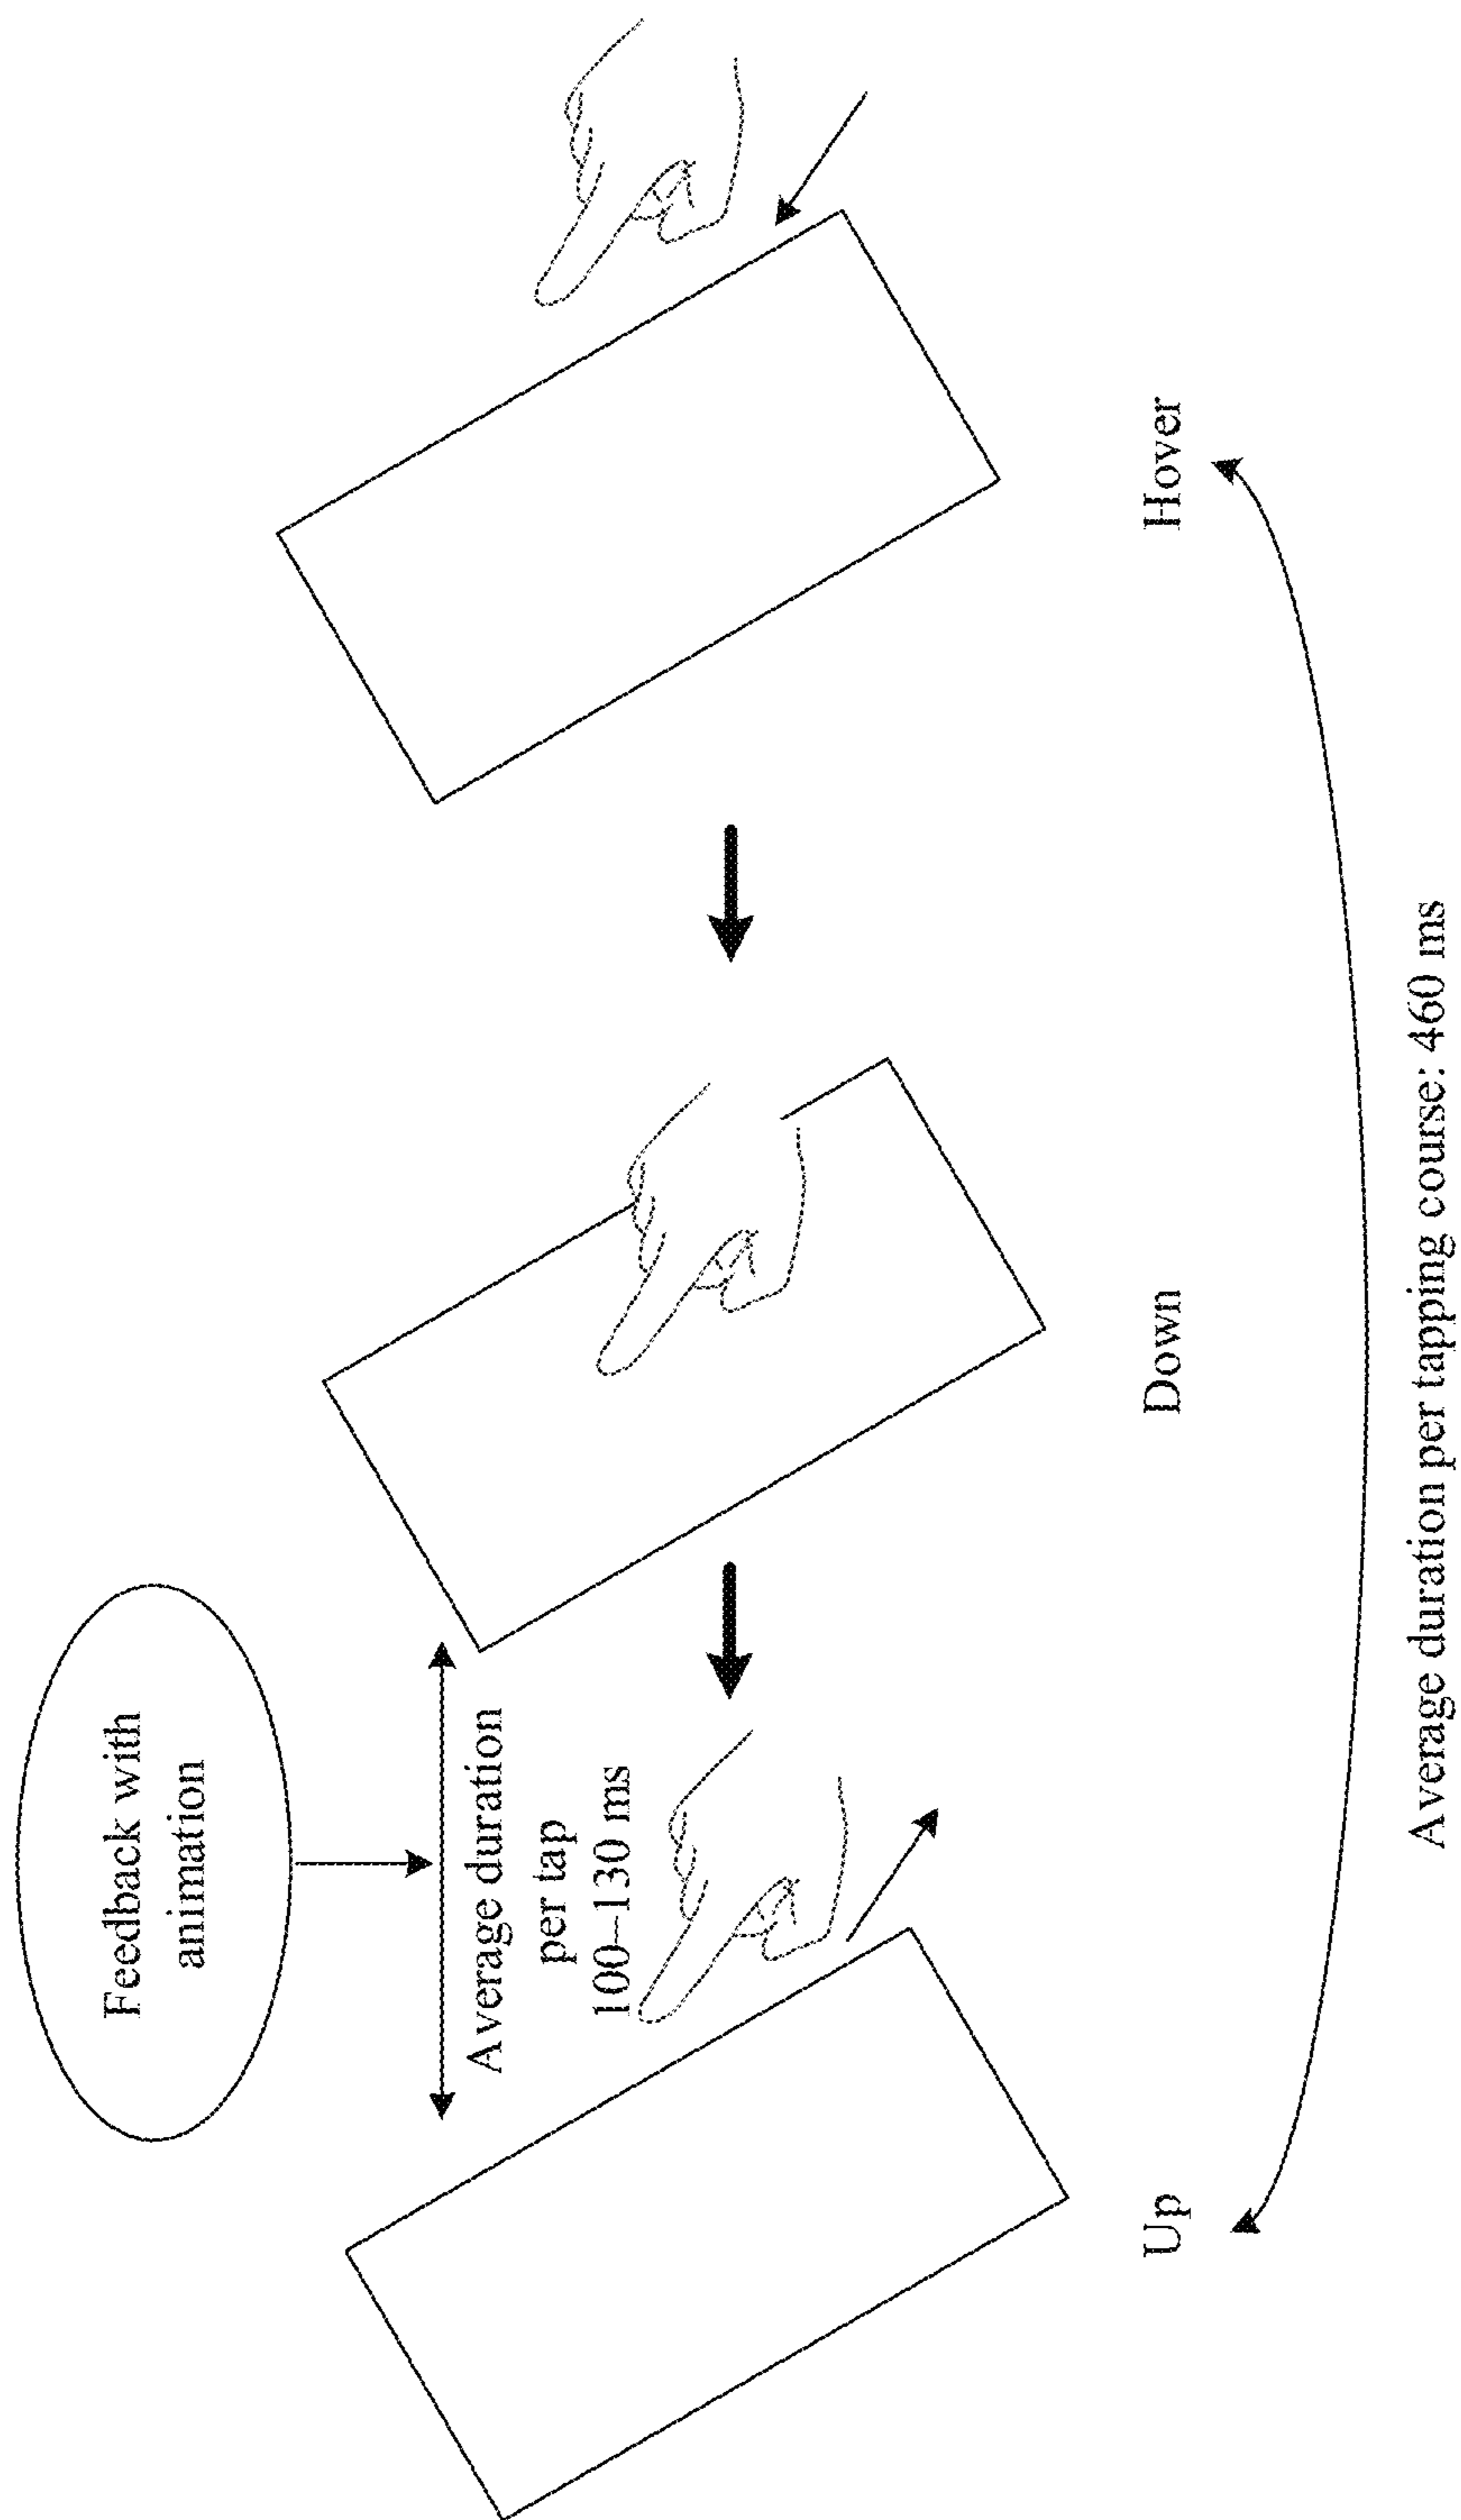 Feedback with
animation
Average duration
per tap
100–130 ms
Up
Down
Hover
Average duration per tapping course: 460 ms